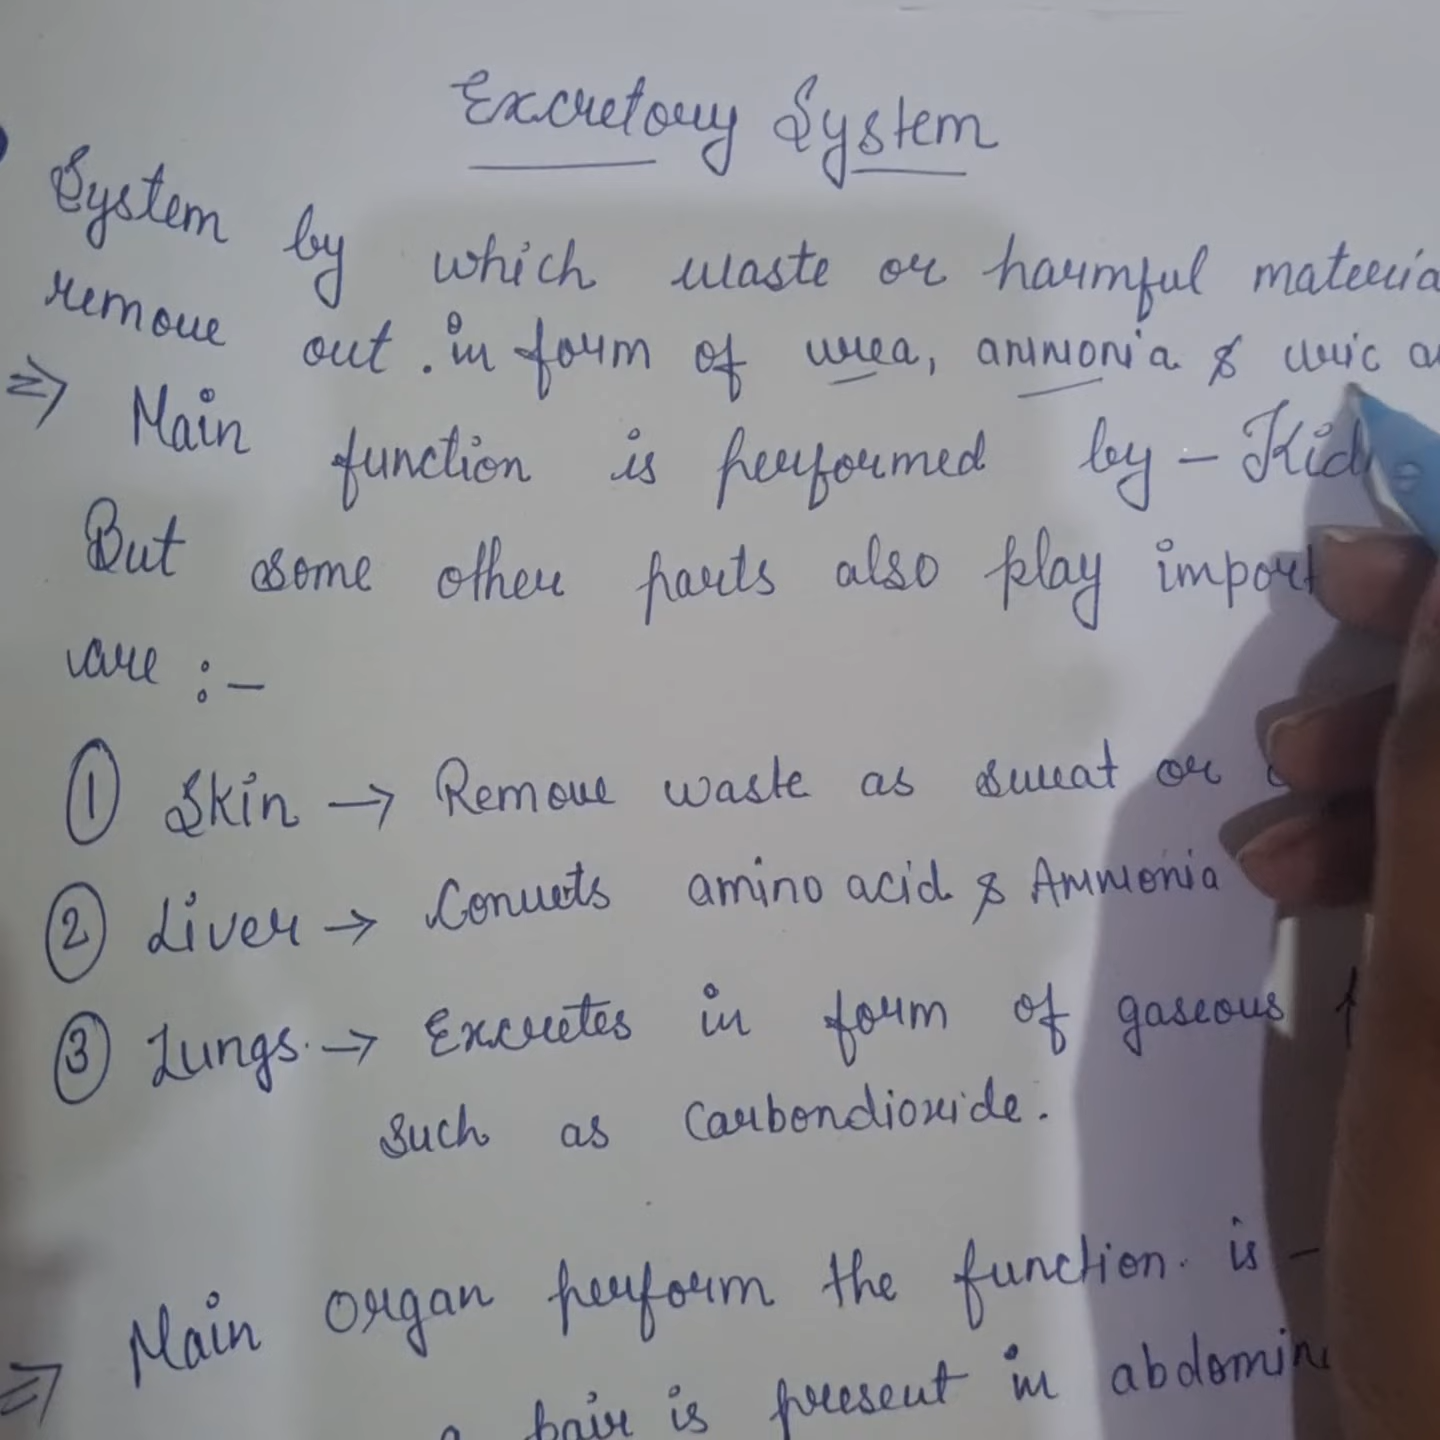 Excretory System
System by which waste or harmful materia
remove out. in form of urea, ammonia & uric a
⇒ Main function is performed by - Kid
But some other parts also play import
are :-
① Skin → Remove waste as sweat or
② Liver → Converts amino acid & Ammonia
③ Lungs. → Excretes in form of gaseous
such as Carbondioxide.
⇒ Main organ perform the function. is -
a pair is present in abdomin